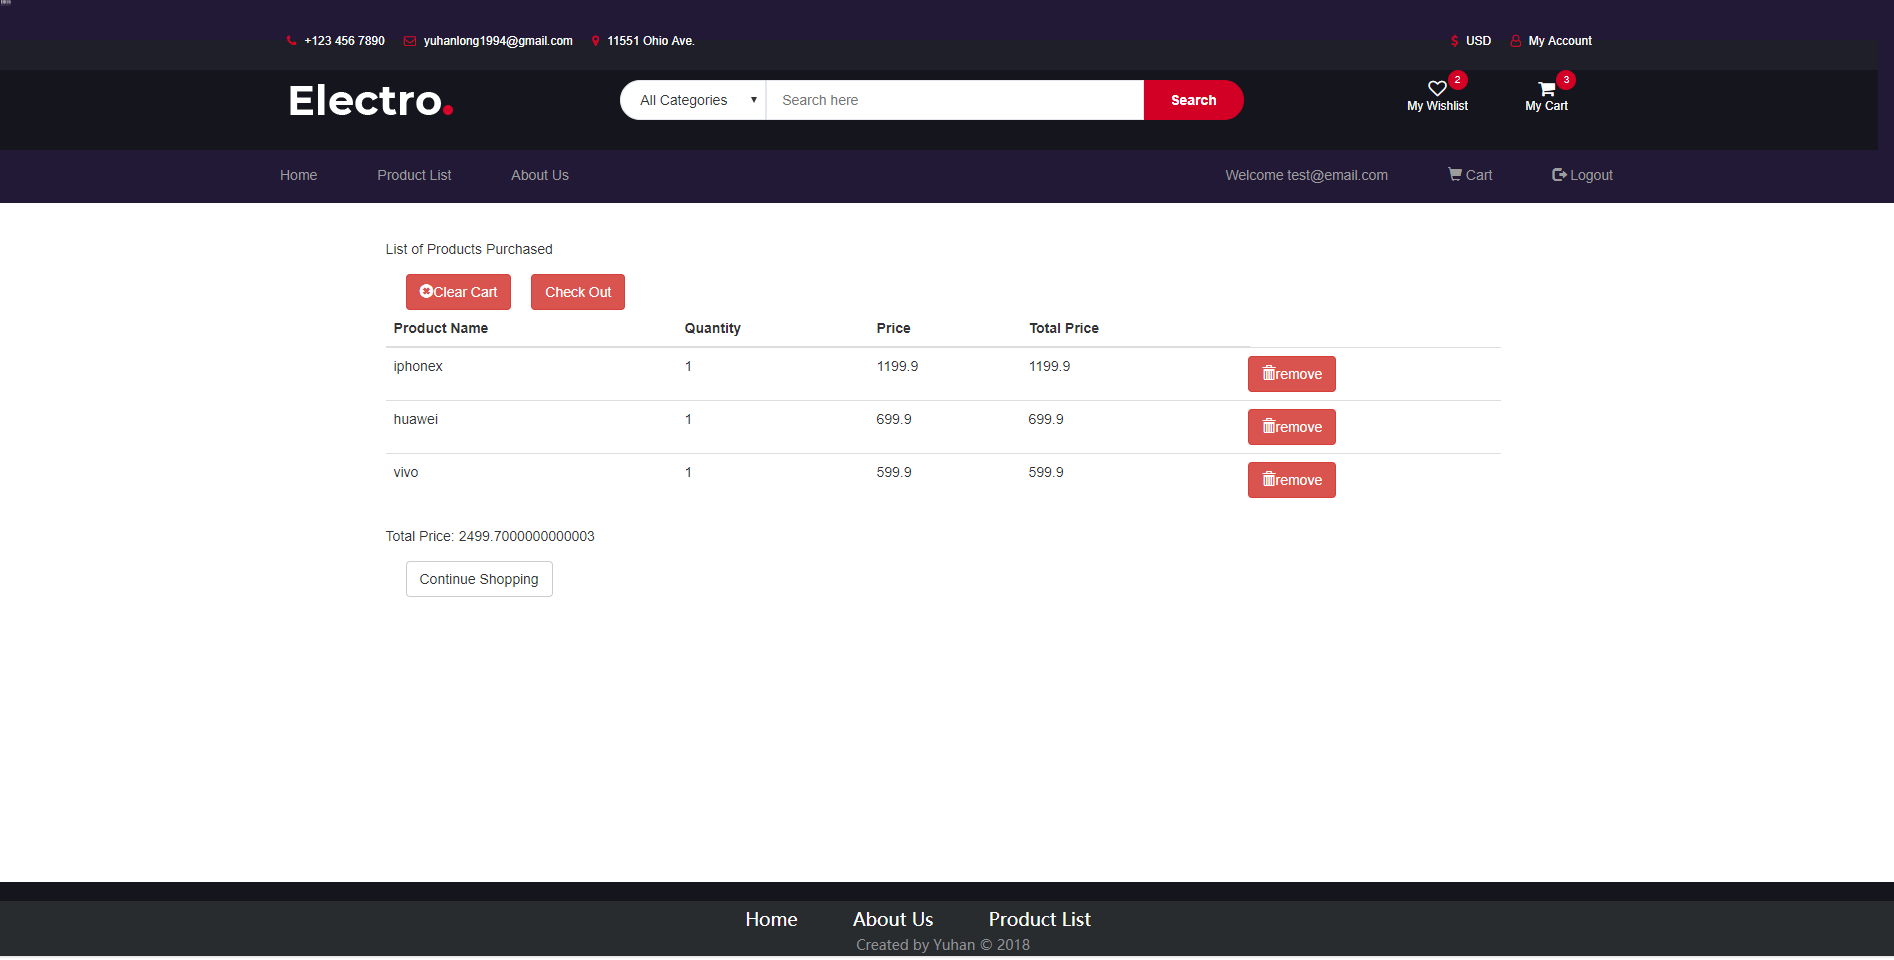 +123 456 7890 yuhanlong1994@gmail.com 11551 Ohio Ave. $ USD My Account
Electro. All Categories Search here Search 2 My Wishlist 3 My Cart
Home Product List About Us Welcome test@email.com Cart Logout
List of Products Purchased
Clear Cart Check Out
Product Name Quantity Price Total Price
iphonex 1 1199.9 1199.9 remove
huawei 1 699.9 699.9 remove
vivo 1 599.9 599.9 remove
Total Price: 2499.7000000000003
Continue Shopping
Home About Us Product List
Created by Yuhan © 2018